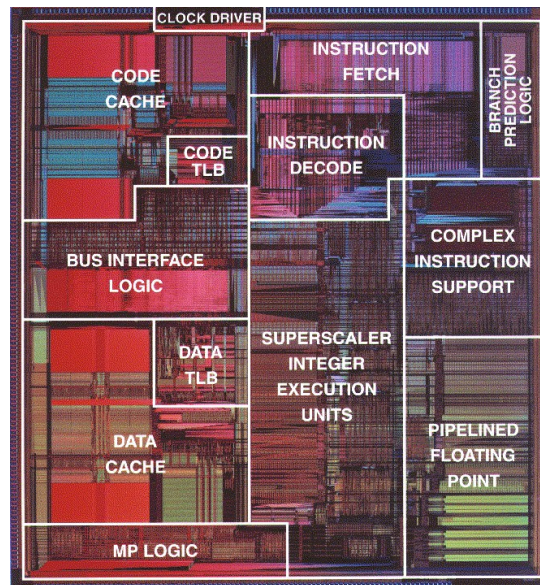 CLOCK DRIVER
CODE
CACHE
INSTRUCTION
FETCH
BRANCH
PREDICTION
LOGIC
CODE
TLB
INSTRUCTION
DECODE
BUS INTERFACE
LOGIC
COMPLEX
INSTRUCTION
SUPPORT
DATA
TLB
SUPERSCALER
INTEGER
EXECUTION
UNITS
DATA
CACHE
PIPELINED
FLOATING
POINT
MP LOGIC